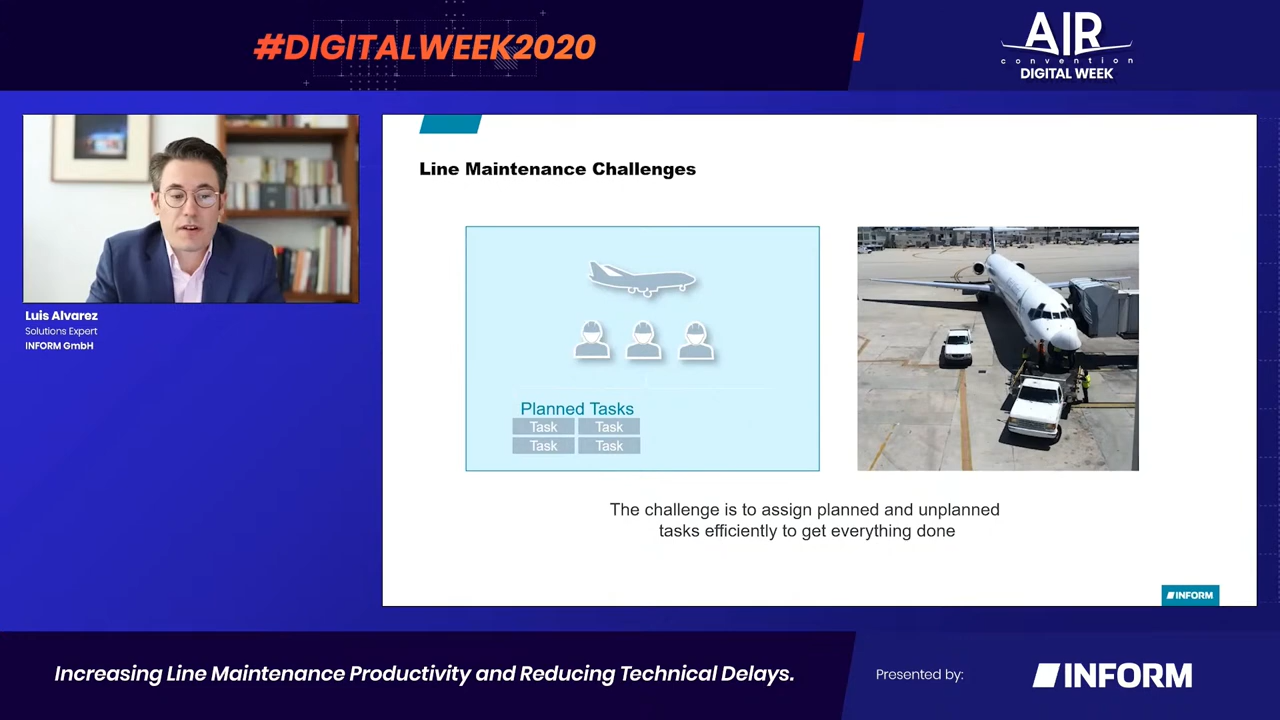 #DIGITALWEEK2020
AIR
convention
DIGITAL WEEK
Luis Alvarez
Solutions Expert
INFORM GmbH
Line Maintenance Challenges
Planned Tasks
Task Task
Task Task
The challenge is to assign planned and unplanned
tasks efficiently to get everything done
INFORM
Increasing Line Maintenance Productivity and Reducing Technical Delays.
Presented by:
INFORM